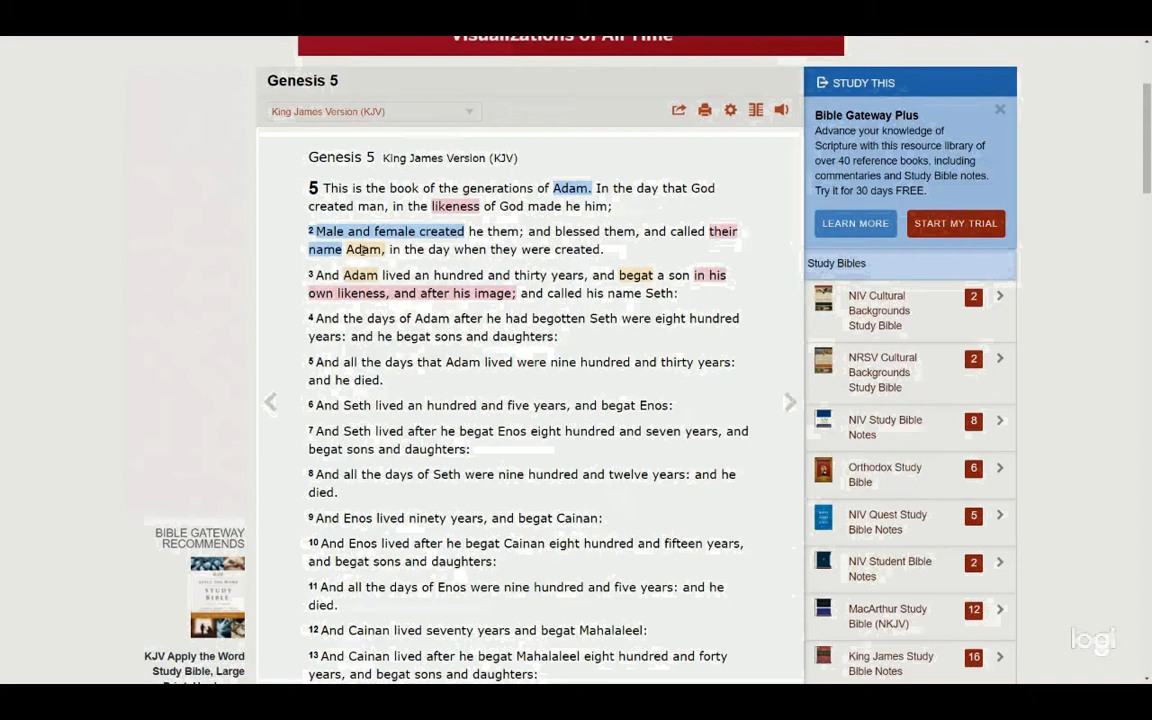 Visualizations of All Time
Genesis 5
King James Version (KJV)
Genesis 5 King James Version (KJV)
5 This is the book of the generations of Adam. In the day that God
created man, in the likeness of God made he him;
2 Male and female created he them; and blessed them, and called their
name Adam, in the day when they were created.
3 And Adam lived an hundred and thirty years, and begat a son in his
own likeness, and after his image; and called his name Seth:
4 And the days of Adam after he had begotten Seth were eight hundred
years: and he begat sons and daughters:
5 And all the days that Adam lived were nine hundred and thirty years:
and he died.
6 And Seth lived an hundred and five years, and begat Enos:
7 And Seth lived after he begat Enos eight hundred and seven years, and
begat sons and daughters:
8 And all the days of Seth were nine hundred and twelve years: and he
died.
9 And Enos lived ninety years, and begat Cainan:
10 And Enos lived after he begat Cainan eight hundred and fifteen years,
and begat sons and daughters:
11 And all the days of Enos were nine hundred and five years: and he
died.
12 And Cainan lived seventy years and begat Mahalaleel:
13 And Cainan lived after he begat Mahalaleel eight hundred and forty
years, and begat sons and daughters:
STUDY THIS
Bible Gateway Plus
Advance your knowledge of
Scripture with this resource library of
over 40 reference books, including
commentaries and Study Bible notes.
Try it for 30 days FREE.
LEARN MORE START MY TRIAL
Study Bibles
NIV Cultural 2
Backgrounds
Study Bible
NRSV Cultural 2
Backgrounds
Study Bible
NIV Study Bible 8
Notes
Orthodox Study 6
Bible
NIV Quest Study 5
Bible Notes
NIV Student Bible 2
Notes
MacArthur Study 12
Bible (NKJV)
King James Study 16
Bible Notes
BIBLE GATEWAY
RECOMMENDS
STUDY
BIBLE
KJV Apply the Word
Study Bible, Large
logi